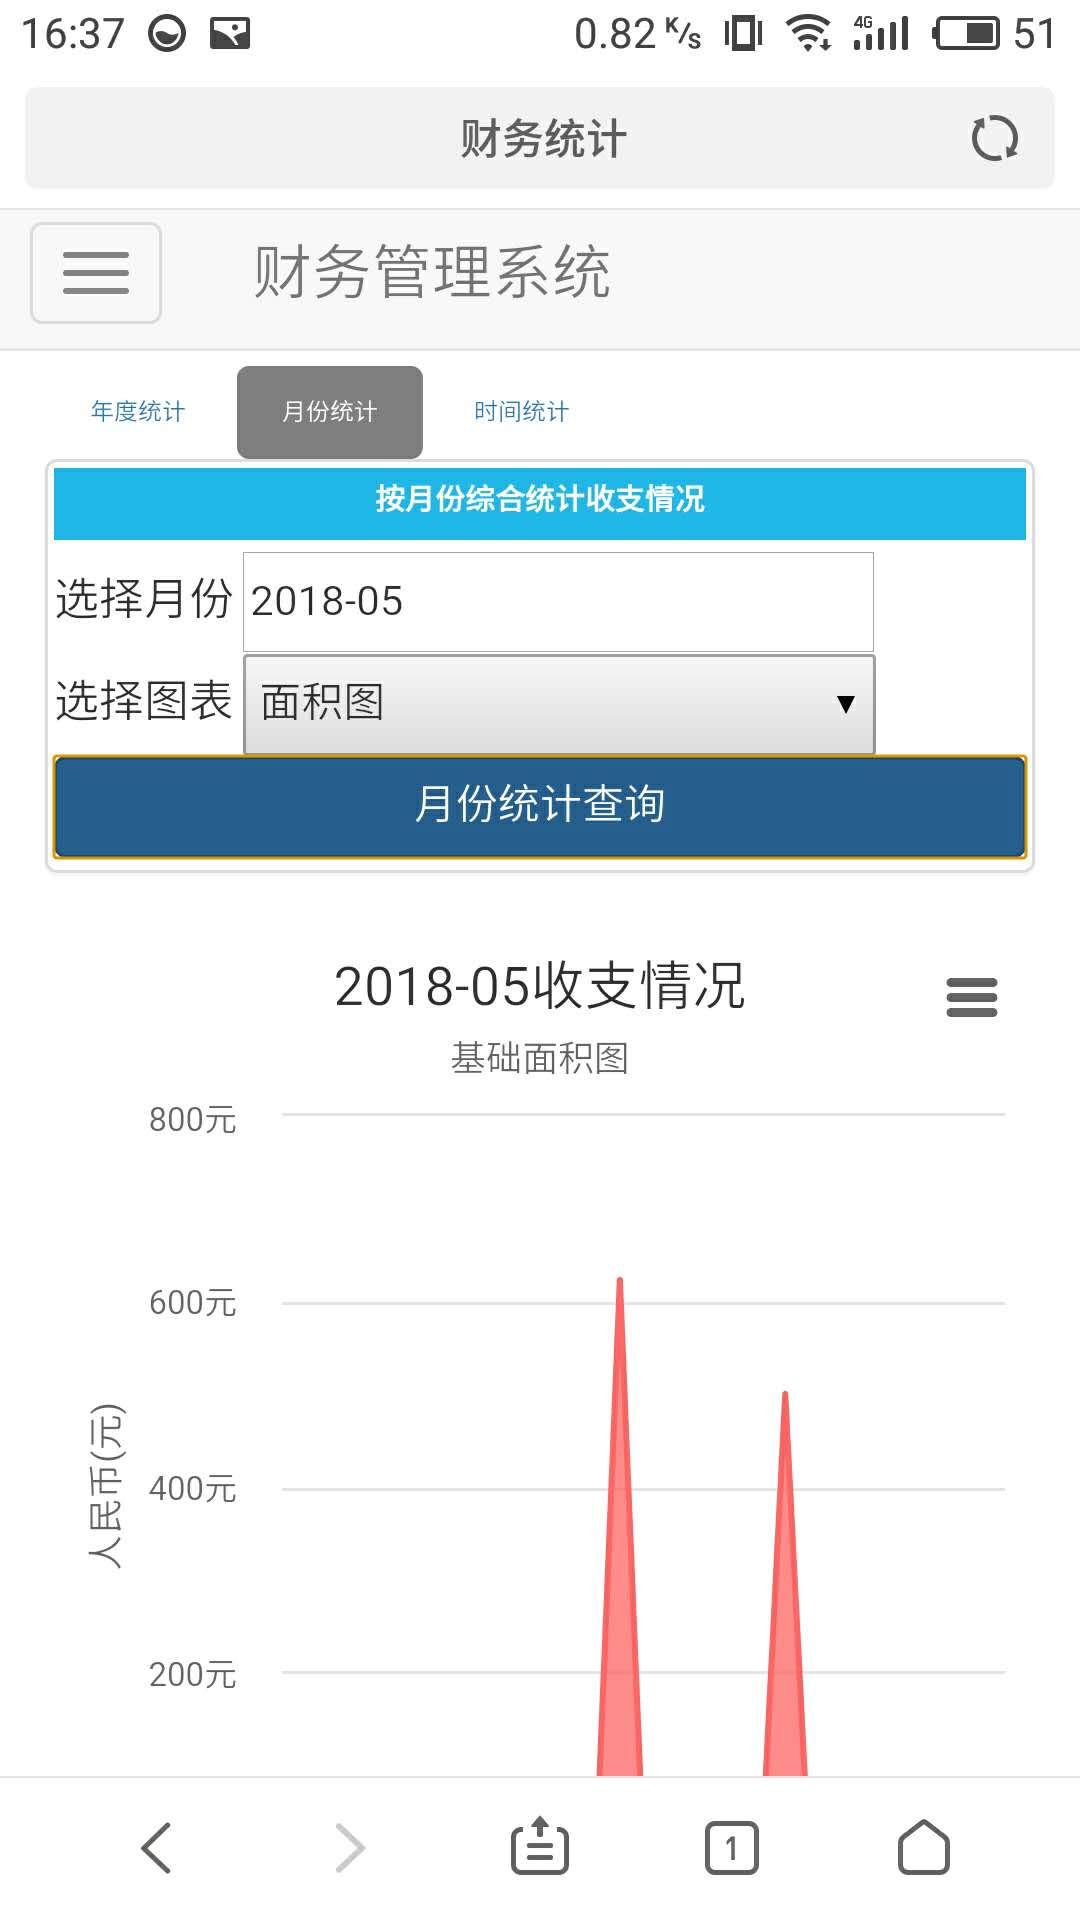 16:37 0.82 K/s 4G 51
财务统计
财务管理系统
年度统计 月份统计 时间统计
按月份综合统计收支情况
选择月份 2018-05
选择图表 面积图 ▼
月份统计查询
2018-05收支情况
基础面积图
800元
600元
400元
200元
人民币(元)
1